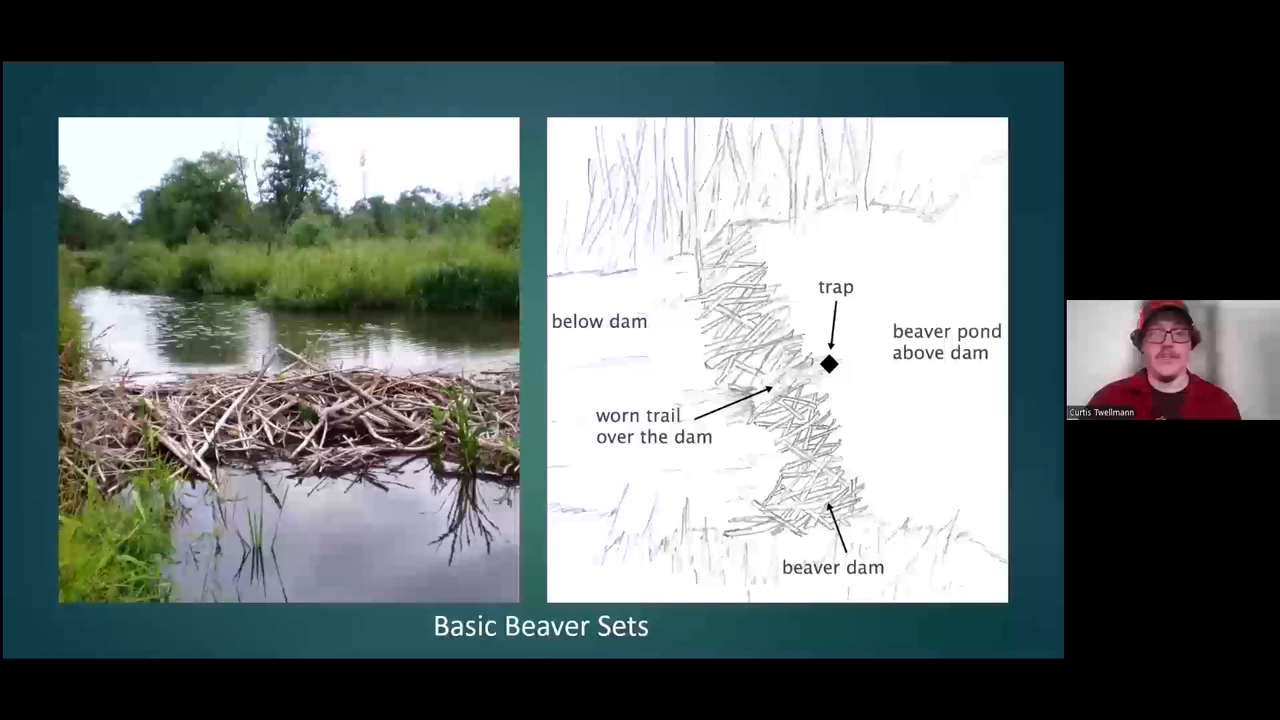 trap
below dam
beaver pond
above dam
worn trail
over the dam
beaver dam
Basic Beaver Sets
Curtis Twellmann